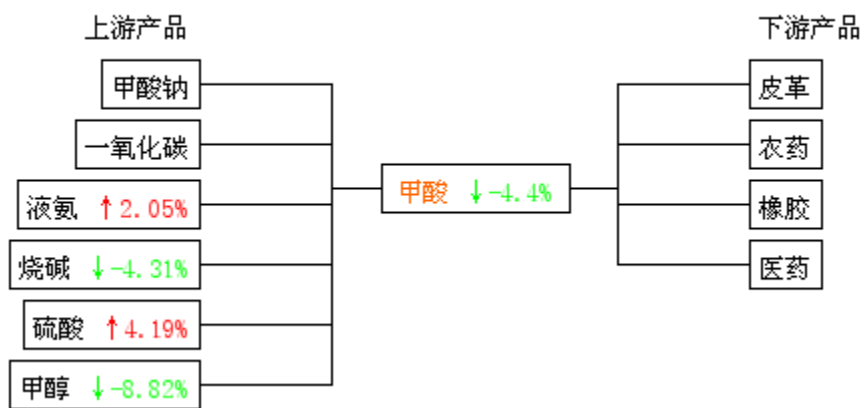 上游产品
下游产品
甲酸钠
一氧化碳
液氨 ↑2.05%
烧碱 ↓-4.31%
硫酸 ↑4.19%
甲醇 ↓-8.82%
甲酸 ↓-4.4%
皮革
农药
橡胶
医药